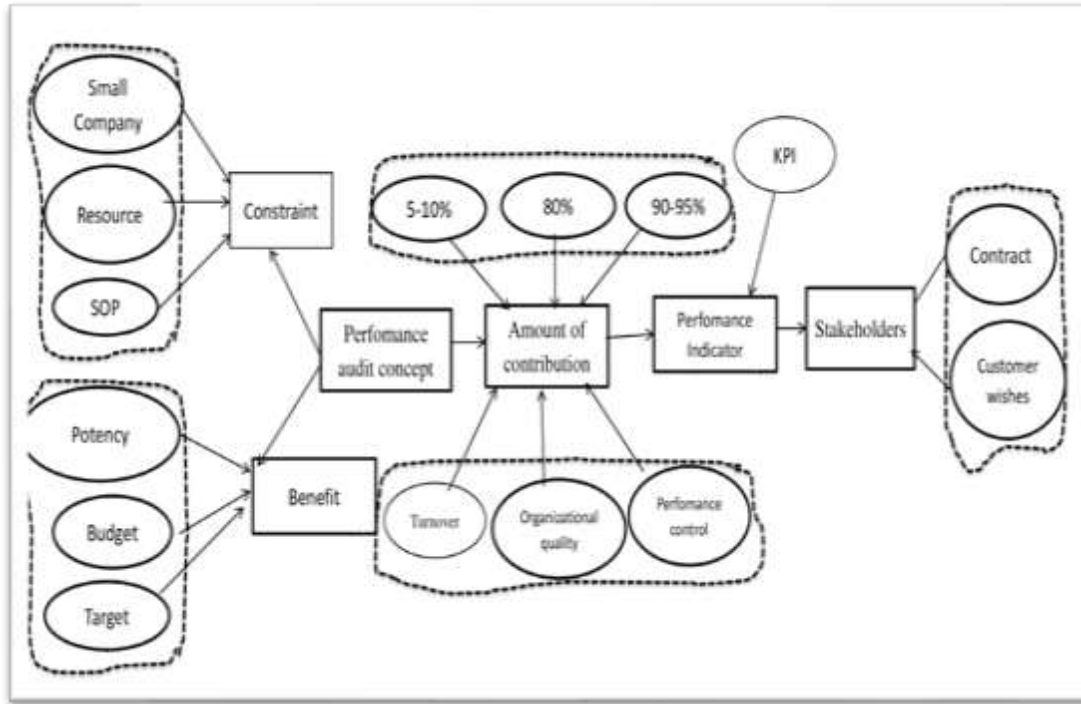 Small
Company
Resource
SOP
Constraint
5-10%
80%
90-95%
KPI
Contract
Customer
wishes
Perfomance
audit concept
Amount of
contribution
Perfomance
Indicator
Stakeholders
Potency
Budget
Target
Benefit
Turnover
Organizational
quality
Perfomance
control